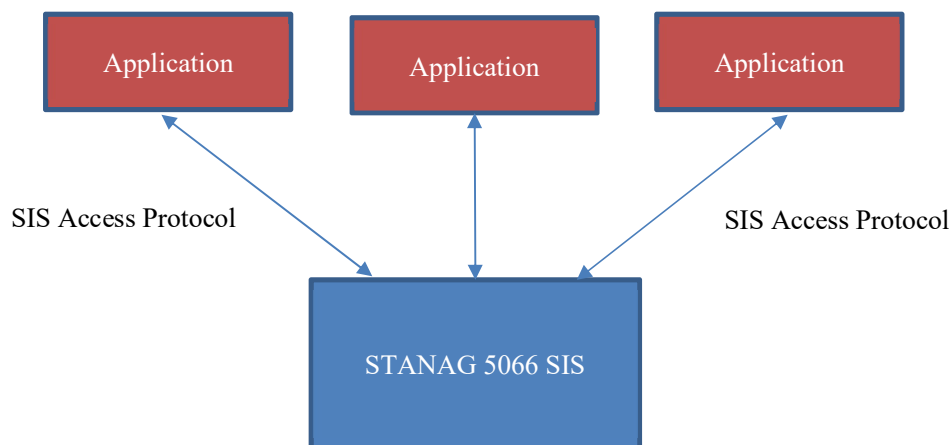 Application
Application
Application
SIS Access Protocol
SIS Access Protocol
STANAG 5066 SIS